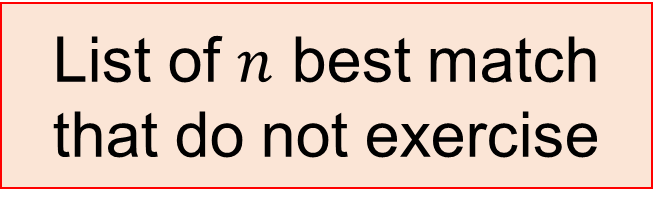 List of n best match
that do not exercise